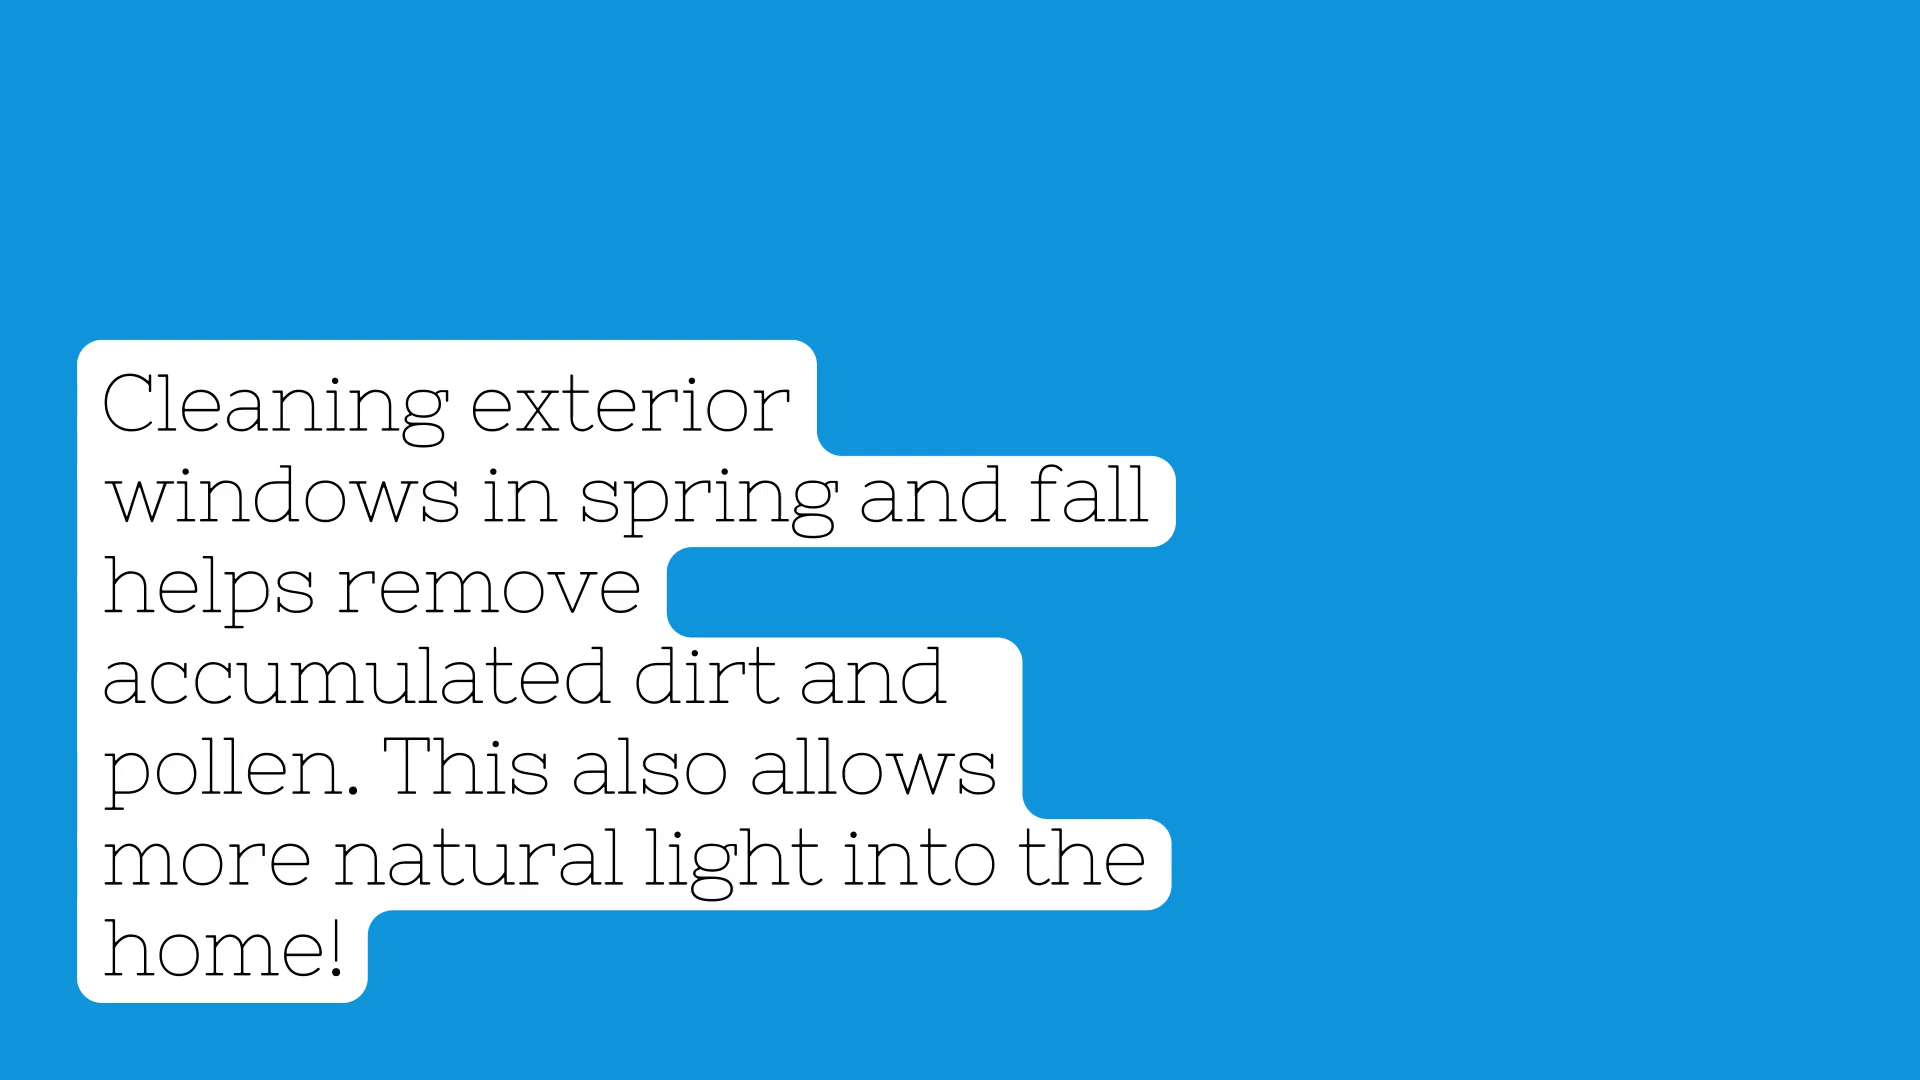 Cleaning exterior
windows in spring and fall
helps remove
accumulated dirt and
pollen. This also allows
more natural light into the
home!